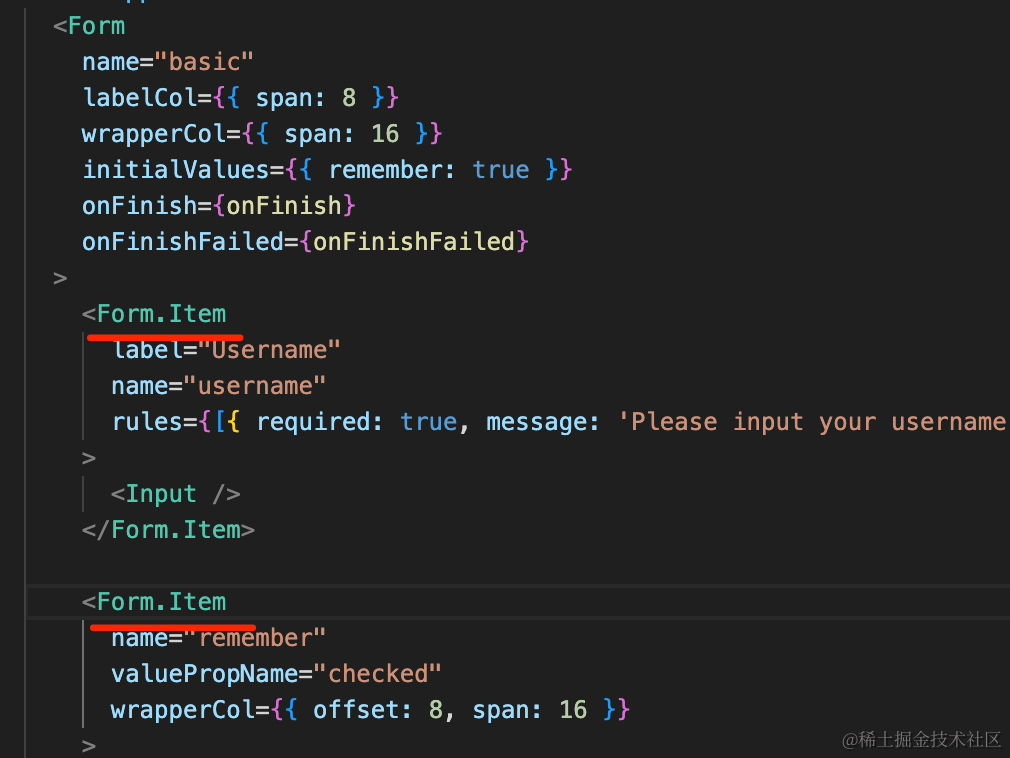 <Form
name="basic"
labelCol={{ span: 8 }}
wrapperCol={{ span: 16 }}
initialValues={{ remember: true }}
onFinish={onFinish}
onFinishFailed={onFinishFailed}
>
<Form.Item
label="Username"
name="username"
rules={[{ required: true, message: 'Please input your username
>
<Input />
</Form.Item>
<Form.Item
name="remember"
valuePropName="checked"
wrapperCol={{ offset: 8, span: 16 }}
>
@稀土掘金技术社区